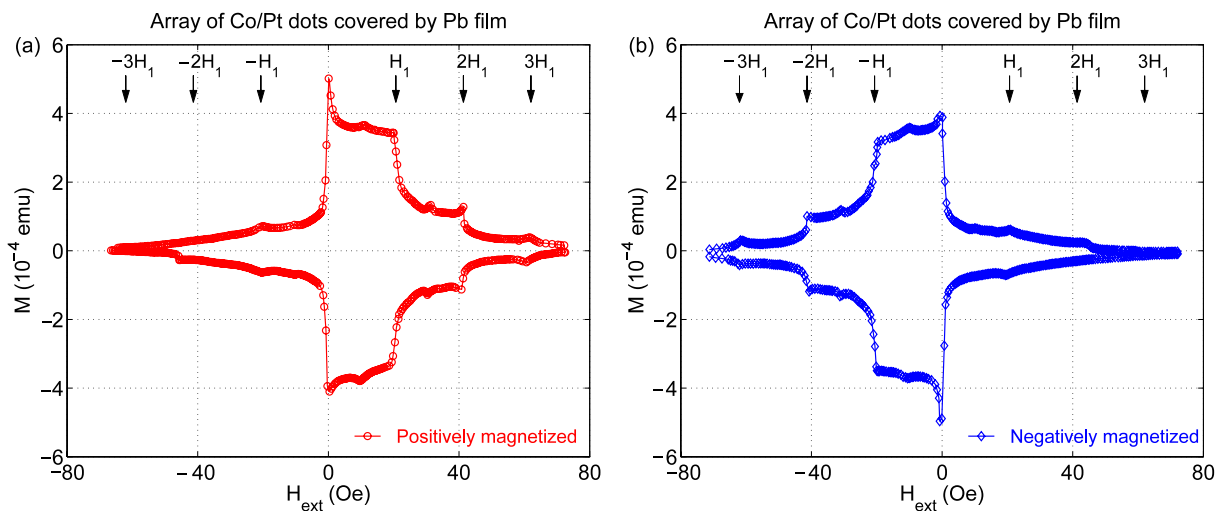 Array of Co/Pt dots covered by Pb film
(a)
−3H₁ −2H₁ −H₁ H₁ 2H₁ 3H₁
6
4
2
0
−2
−4
−6
M (10⁻⁴ emu)
Positively magnetized
−80 −40 0 40 80
H_ext (Oe)
Array of Co/Pt dots covered by Pb film
(b)
−3H₁ −2H₁ −H₁ H₁ 2H₁ 3H₁
6
4
2
0
−2
−4
−6
M (10⁻⁴ emu)
Negatively magnetized
−80 −40 0 40 80
H_ext (Oe)